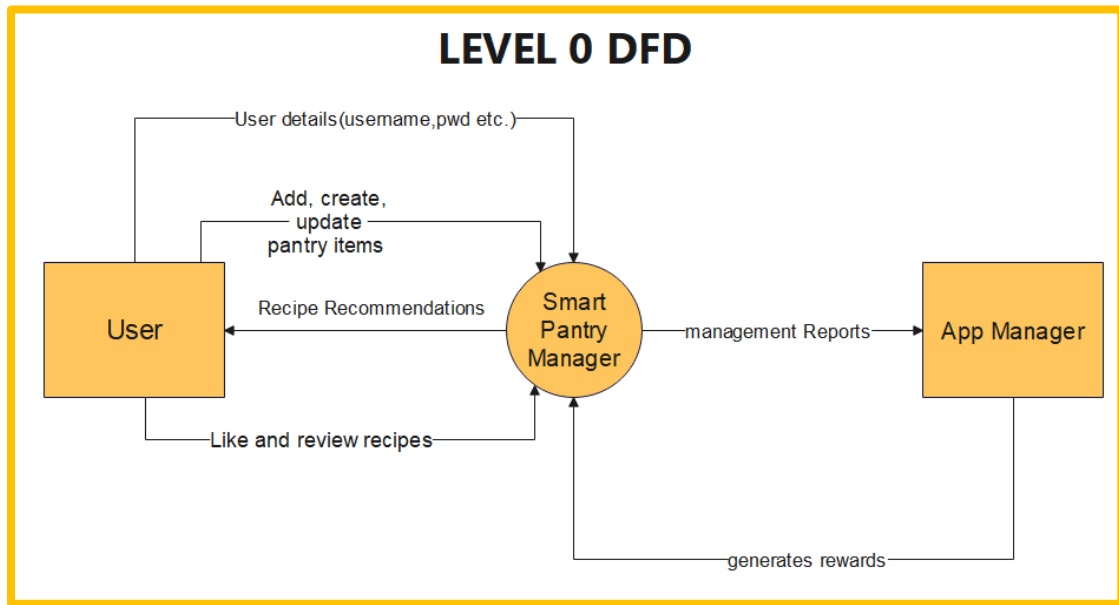 LEVEL 0 DFD
User details(username,pwd etc.)
Add, create,
update
pantry items
User
Recipe Recommendations
Smart
Pantry
Manager
management Reports
App Manager
Like and review recipes
generates rewards